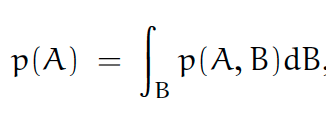 p(A) = ∫_B p(A, B)dB,